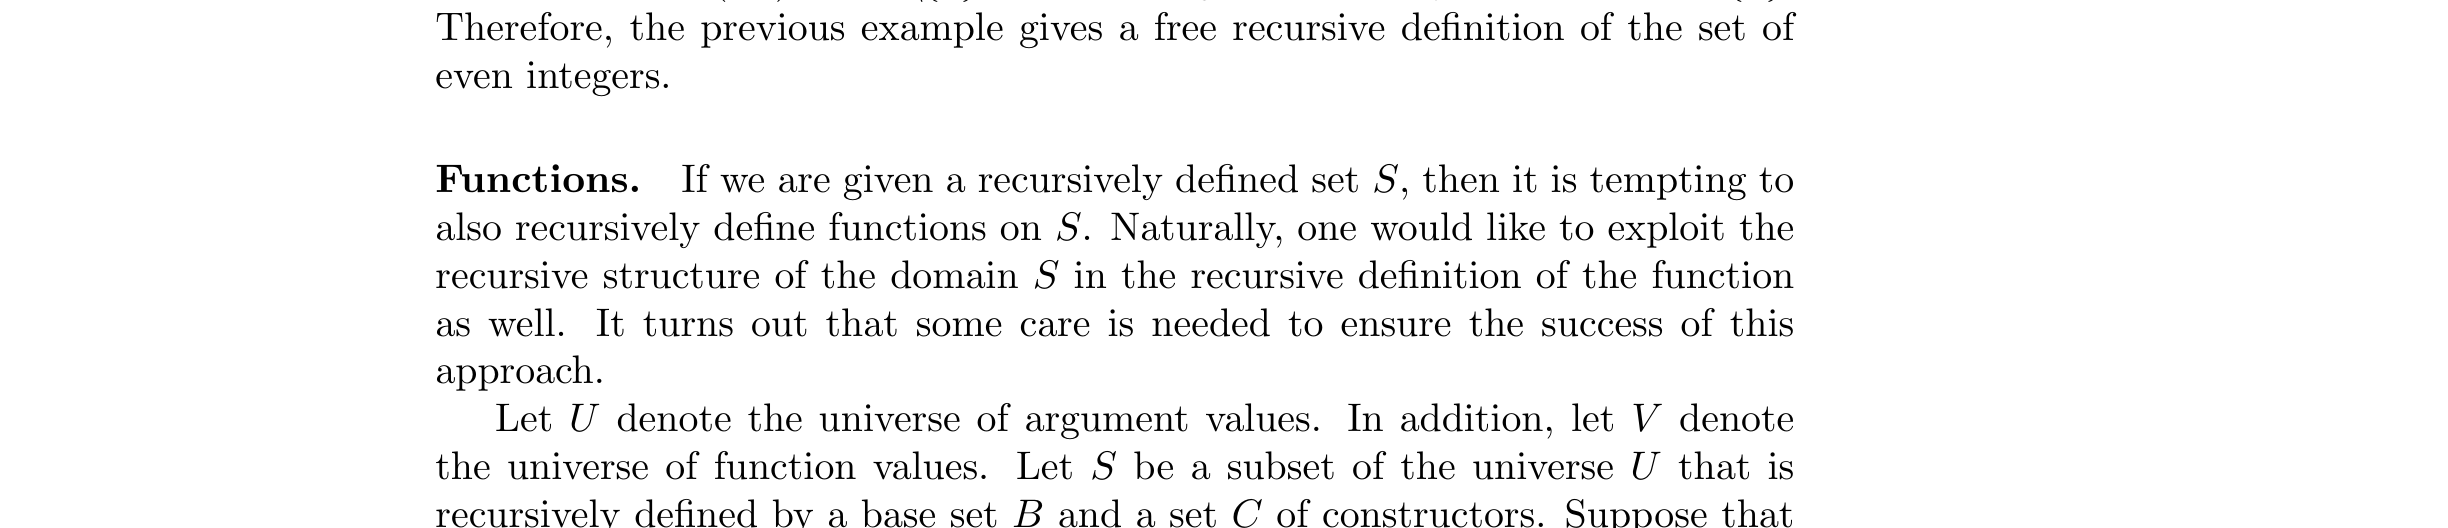 Therefore, the previous example gives a free recursive definition of the set of
even integers.
Functions. If we are given a recursively defined set S, then it is tempting to
also recursively define functions on S. Naturally, one would like to exploit the
recursive structure of the domain S in the recursive definition of the function
as well. It turns out that some care is needed to ensure the success of this
approach.
Let U denote the universe of argument values. In addition, let V denote
the universe of function values. Let S be a subset of the universe U that is
recursively defined by a base set B and a set C of constructors. Suppose that